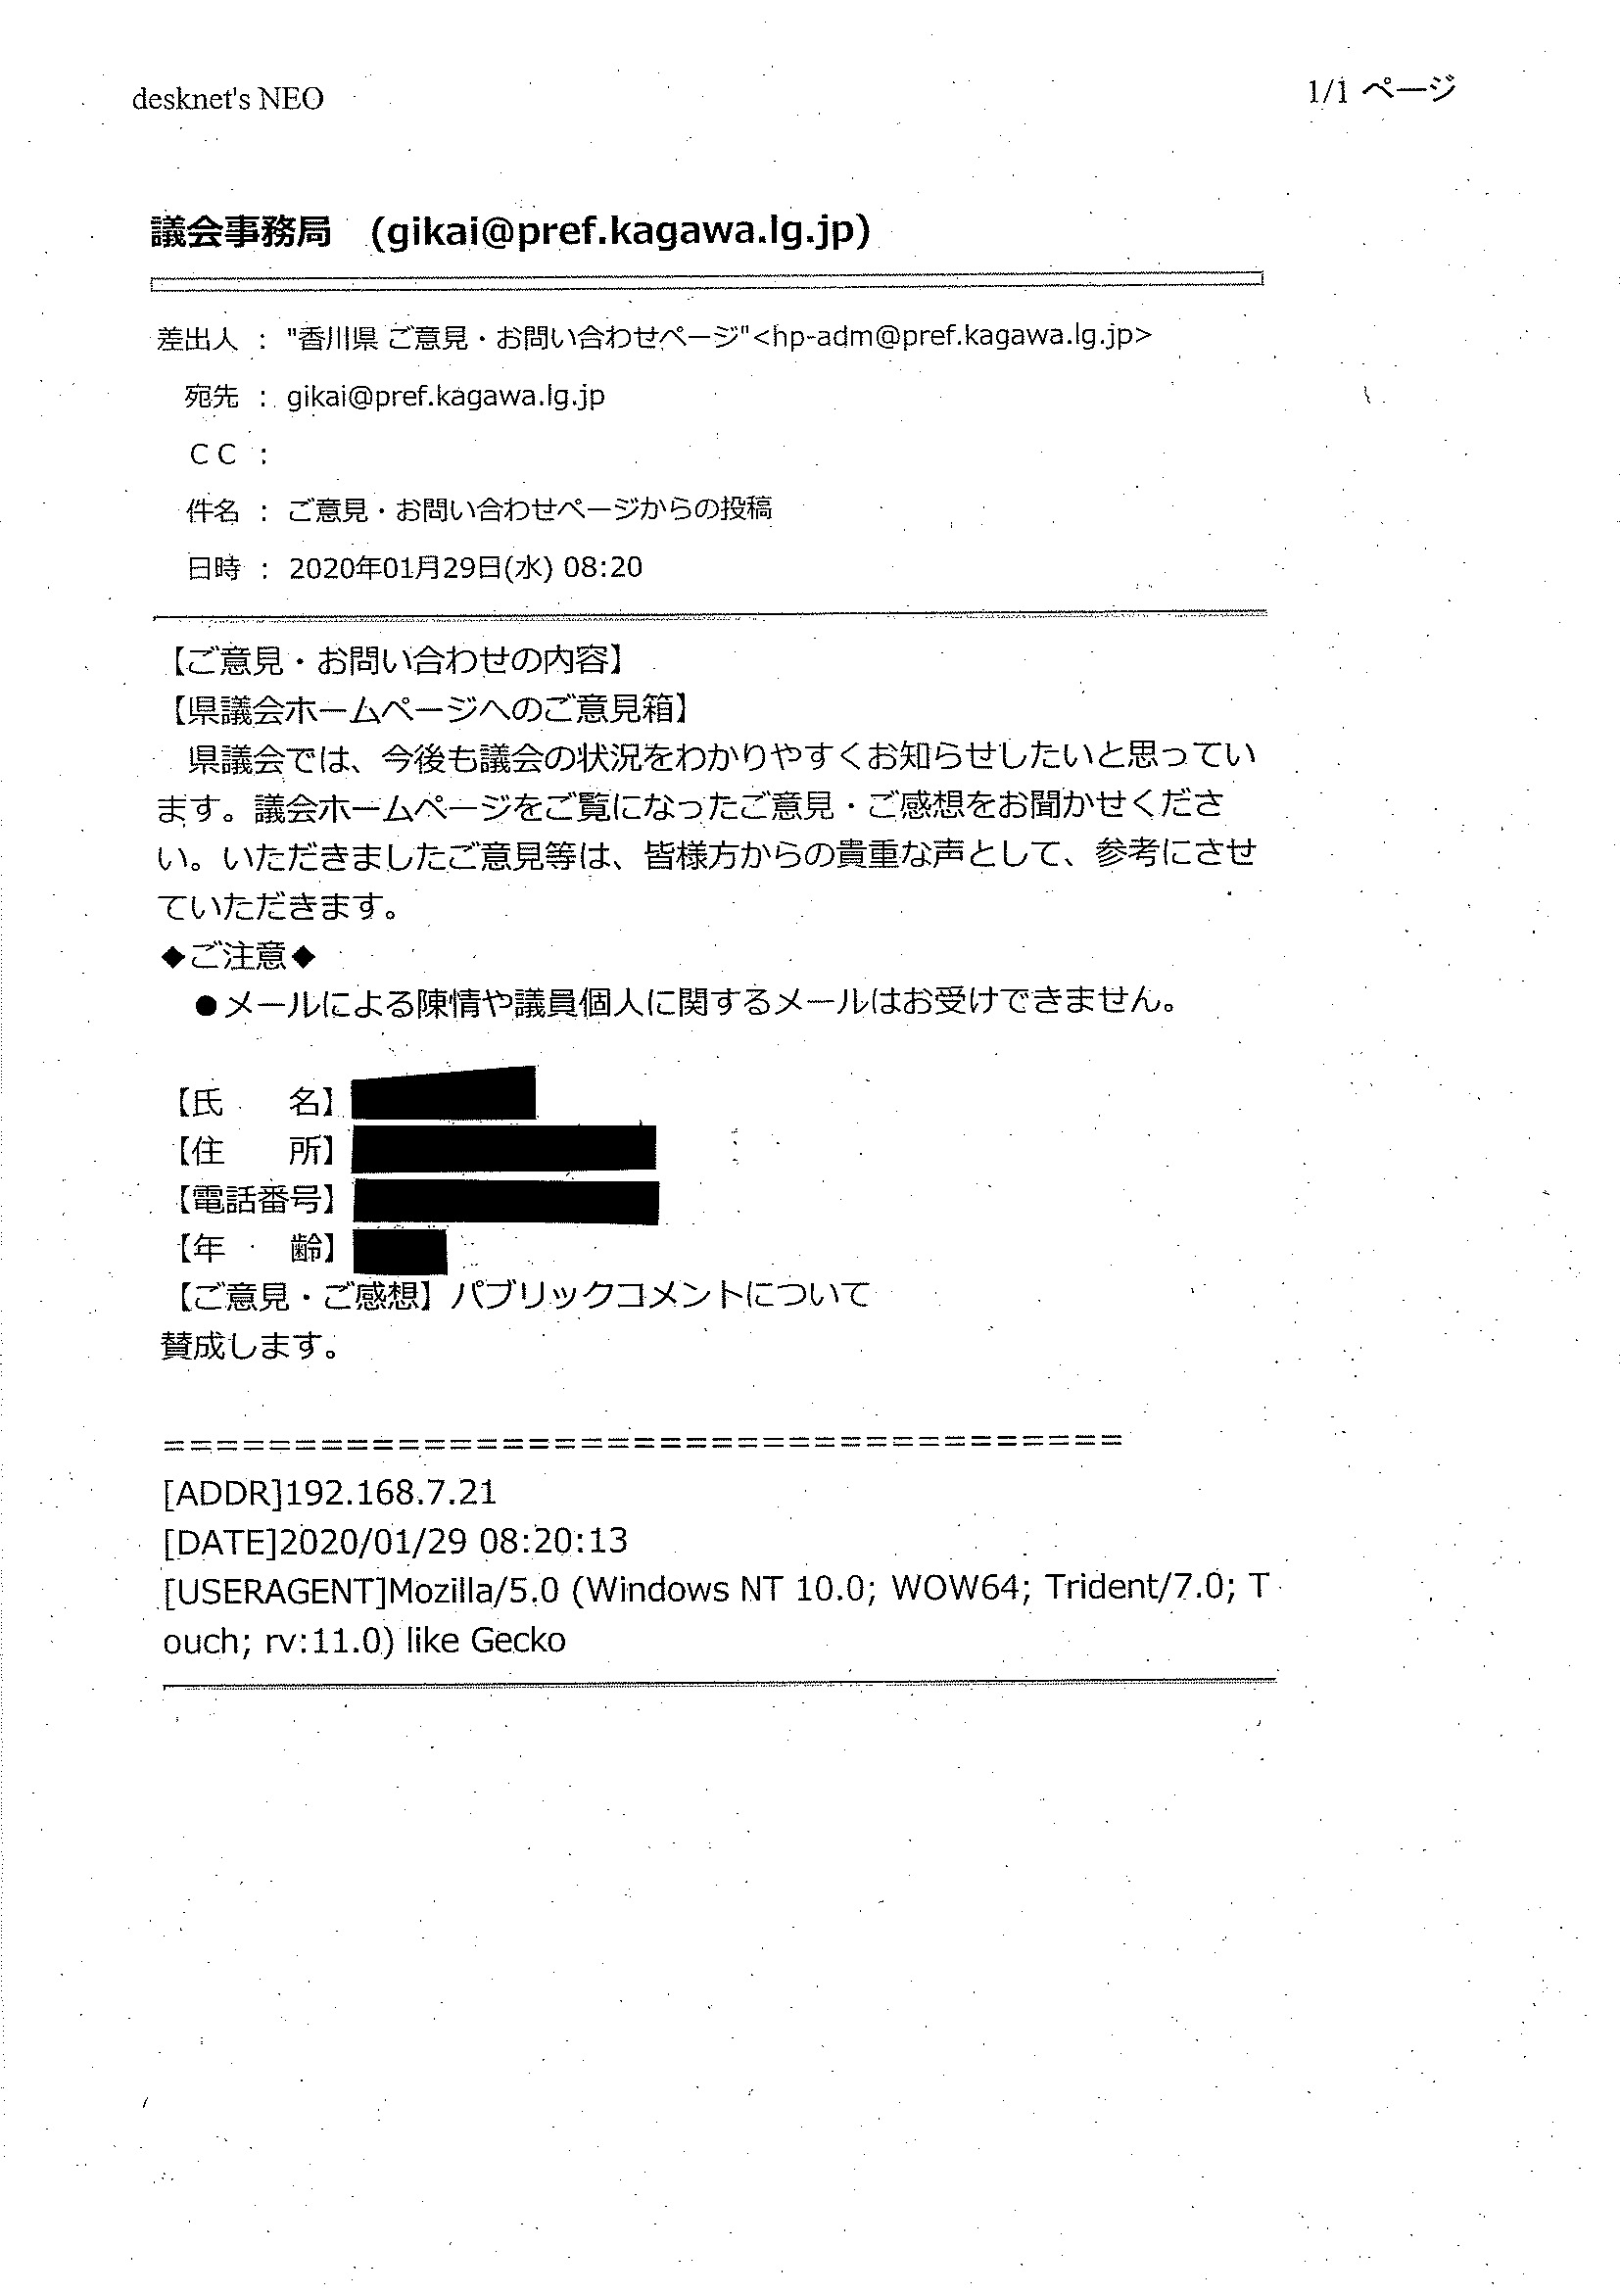 desknet's NEO
1/1 ページ
議会事務局　(gikai@pref.kagawa.lg.jp)
差出人 ： "香川県 ご意見・お問い合わせページ"<hp-adm@pref.kagawa.lg.jp>
宛先 ： gikai@pref.kagawa.lg.jp
ＣＣ ：
件名 ： ご意見・お問い合わせページからの投稿
日時 ： 2020年01月29日(水) 08:20
【ご意見・お問い合わせの内容】
【県議会ホームページへのご意見箱】
　県議会では、今後も議会の状況をわかりやすくお知らせしたいと思ってい
ます。議会ホームページをご覧になったご意見・ご感想をお聞かせくださ
い。いただきましたご意見等は、皆様方からの貴重な声として、参考にさせ
ていただきます。
◆ご注意◆
　●メールによる陳情や議員個人に関するメールはお受けできません。
【氏　　名】
【住　　所】
【電話番号】
【年　　齢】
【ご意見・ご感想】パブリックコメントについて
賛成します。
=====================================
[ADDR]192.168.7.21
[DATE]2020/01/29 08:20:13
[USERAGENT]Mozilla/5.0 (Windows NT 10.0; WOW64; Trident/7.0; T
ouch; rv:11.0) like Gecko